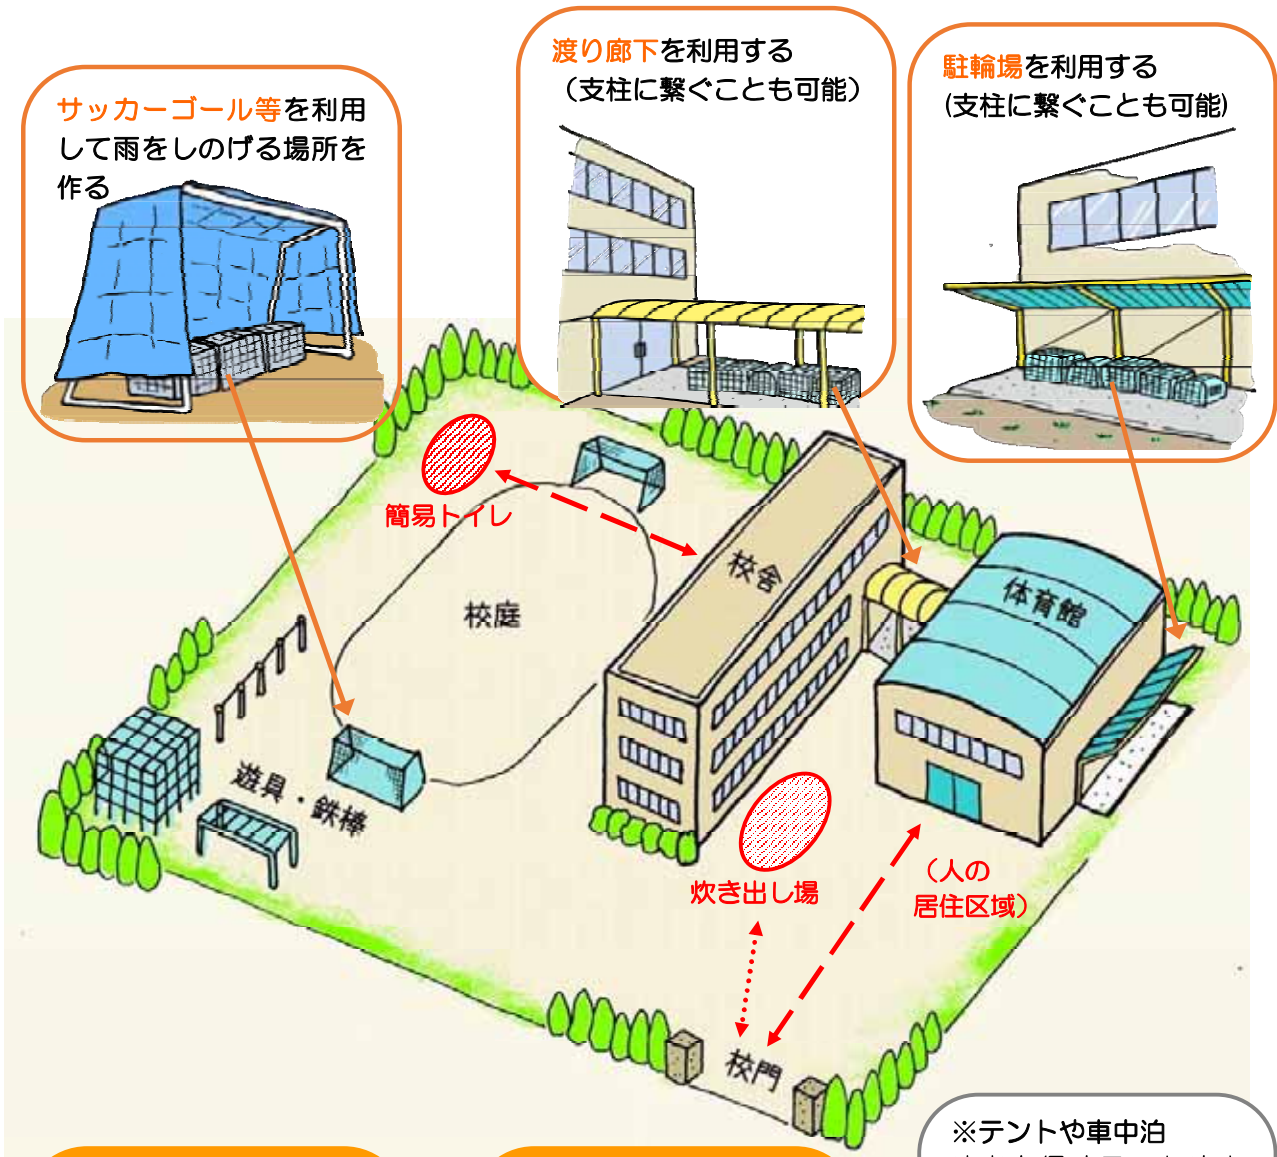 サッカーゴール等を利用
して雨をしのげる場所を
作る
渡り廊下を利用する
（支柱に繋ぐことも可能）
駐輪場を利用する
(支柱に繋ぐことも可能)
簡易トイレ
校庭
校舎
体育館
遊具・鉄棒
炊き出し場
（人の
居住区域）
校門
※テントや車中泊